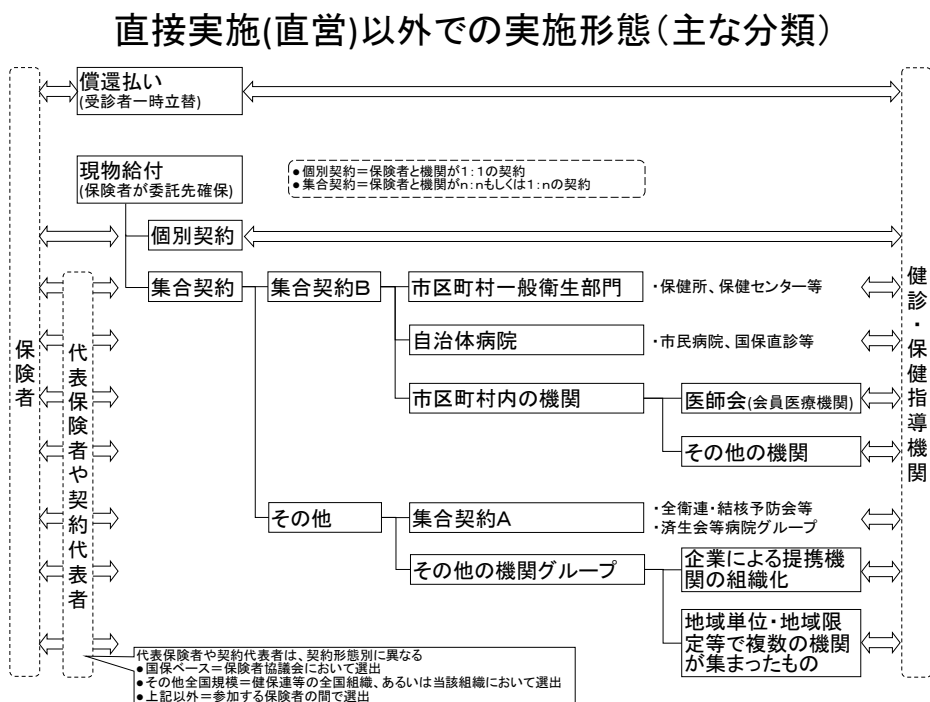 直接実施(直営)以外での実施形態(主な分類)
償還払い
(受診者一時立替)
現物給付
(保険者が委託先確保)
●個別契約=保険者と機関が1:1の契約
●集合契約=保険者と機関がn:nもしくは1:nの契約
個別契約
集合契約
集合契約B
市区町村一般衛生部門
・保健所、保健センター等
自治体病院
・市民病院、国保直診等
市区町村内の機関
医師会(会員医療機関)
その他の機関
その他
集合契約A
・全衛連・結核予防会等
・済生会等病院グループ
その他の機関グループ
企業による提携機
関の組織化
地域単位・地域限
定等で複数の機関
が集まったもの
保険者
代表保険者や契約代表者
健診・保健指導機関
代表保険者や契約代表者は、契約形態別に異なる
●国保ベース=保険者協議会において選出
●その他全国規模=健保連等の全国組織、あるいは当該組織において選出
●上記以外=参加する保険者の間で選出